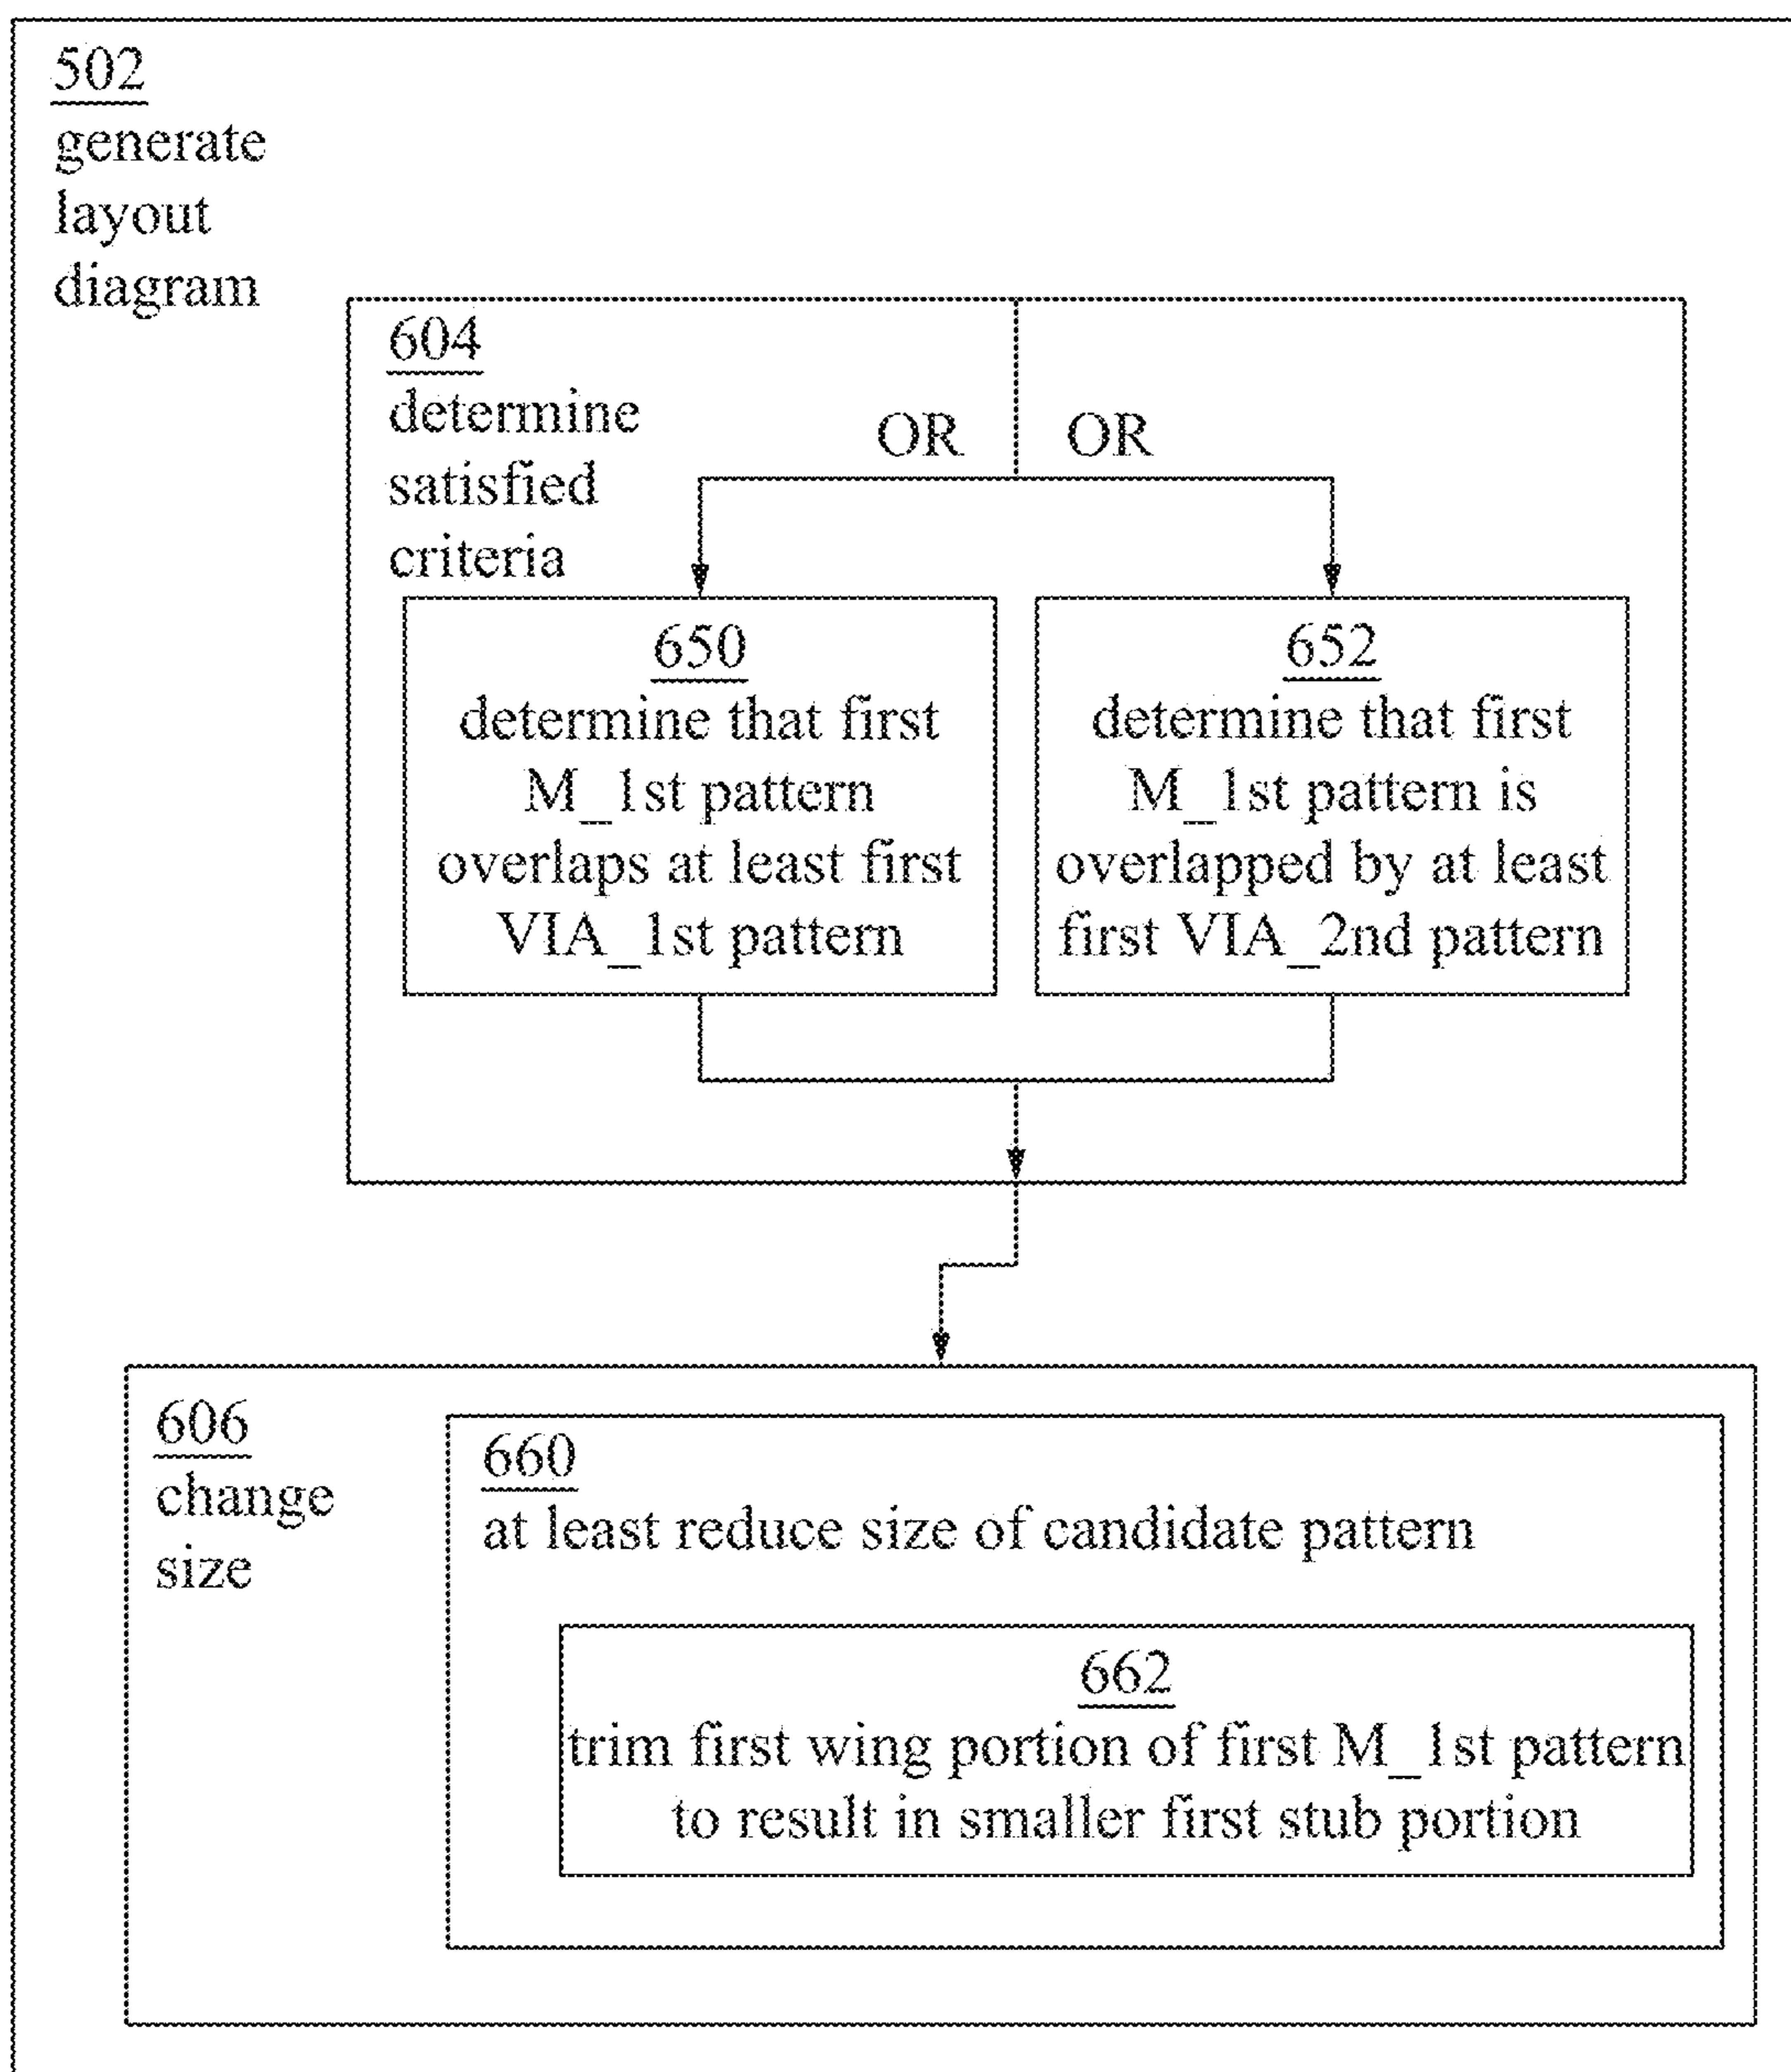 502
generate
layout
diagram
604
determine
satisfied
criteria
OR OR
650
determine that first
M_1st pattern
overlaps at least first
VIA_1st pattern
652
determine that first
M_1st pattern is
overlapped by at least
first VIA_2nd pattern
606
change
size
660
at least reduce size of candidate pattern
662
trim first wing portion of first M_1st pattern
to result in smaller first stub portion